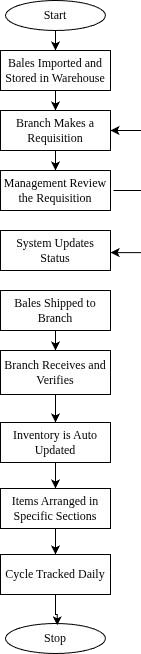 Start
Bales Imported and
Stored in Warehouse
Branch Makes a
Requisition
Management Review
the Requisition
System Updates
Status
Bales Shipped to
Branch
Branch Receives and
Verifies
Inventory is Auto
Updated
Items Arranged in
Specific Sections
Cycle Tracked Daily
Stop